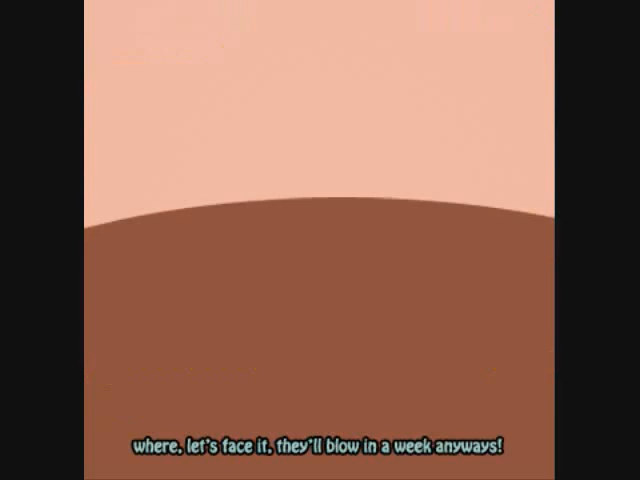 where, let's face it, they'll blow in a week anyways!